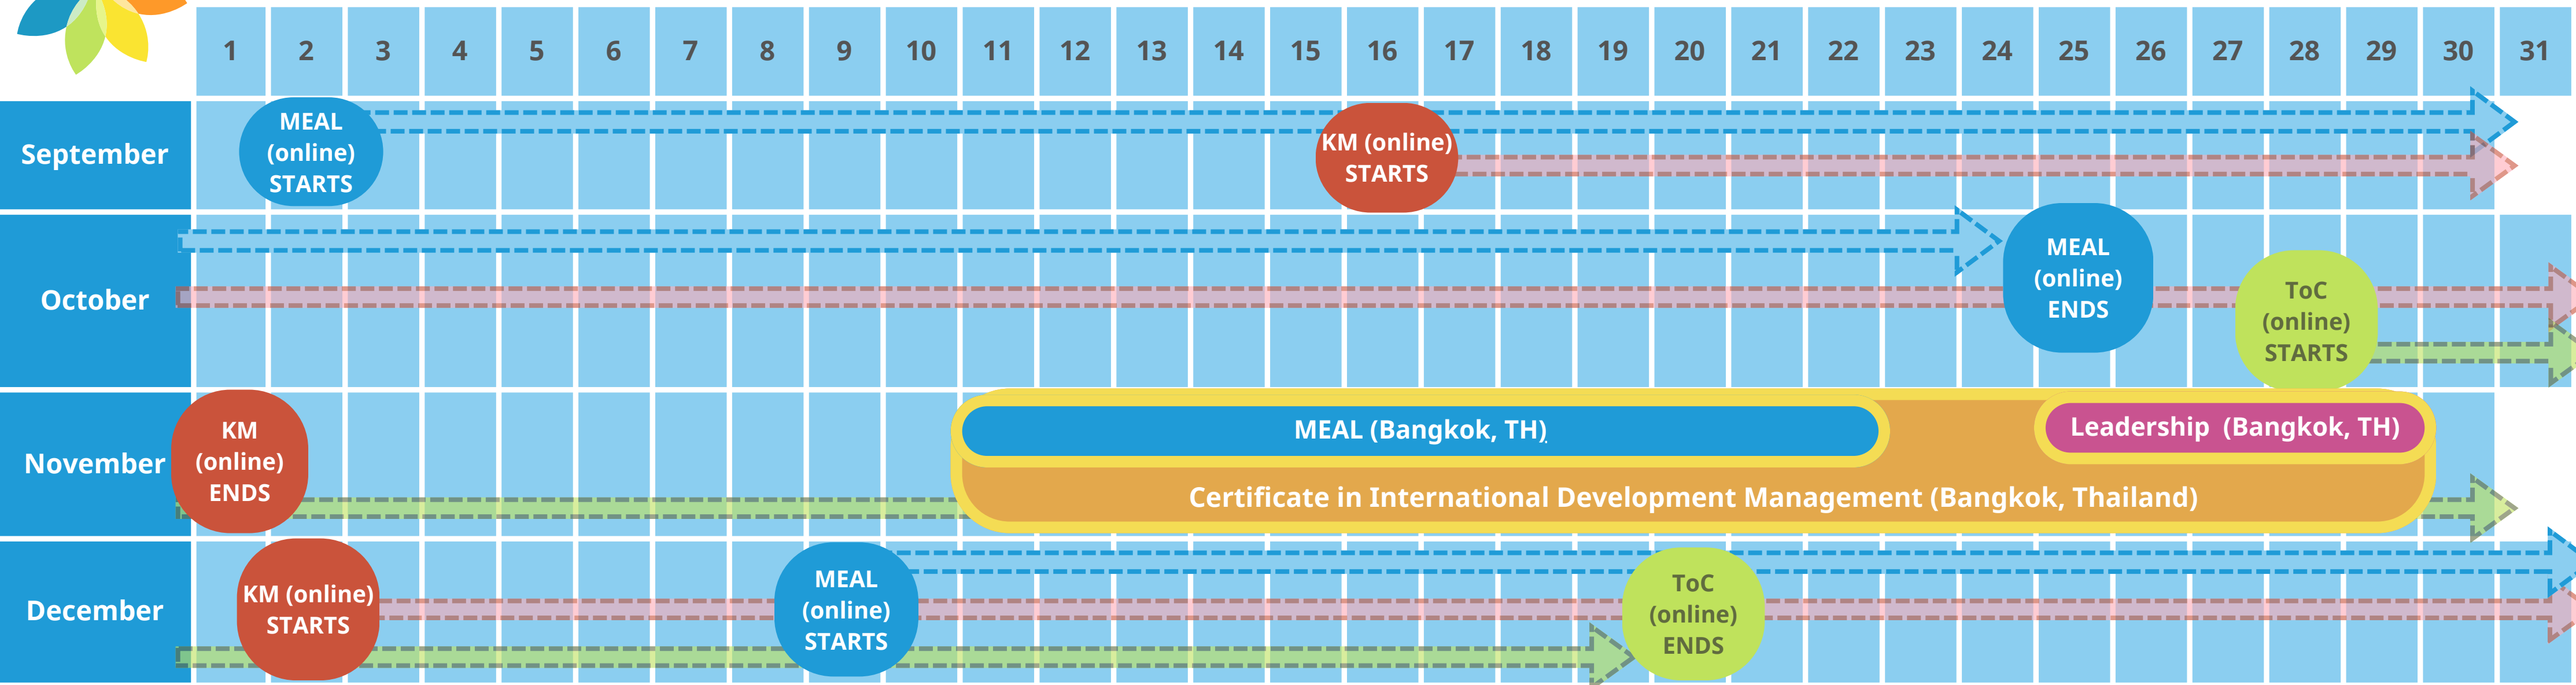 1 2 3 4 5 6 7 8 9 10 11 12 13 14 15 16 17 18 19 20 21 22 23 24 25 26 27 28 29 30 31
September
MEAL
(online)
STARTS
KM (online)
STARTS
October
MEAL
(online)
ENDS
ToC
(online)
STARTS
November
KM
(online)
ENDS
MEAL (Bangkok, TH)
Leadership (Bangkok, TH)
Certificate in International Development Management (Bangkok, Thailand)
December
KM (online)
STARTS
MEAL
(online)
STARTS
ToC
(online)
ENDS